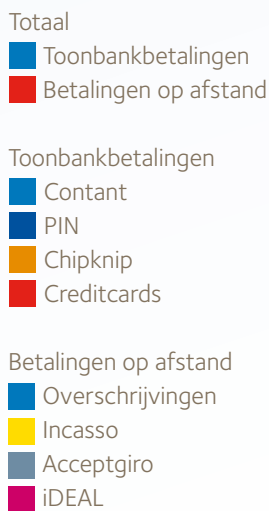 Totaal
Toonbankbetalingen
Betalingen op afstand
Toonbankbetalingen
Contant
PIN
Chipknip
Creditcards
Betalingen op afstand
Overschrijvingen
Incasso
Acceptgiro
iDEAL